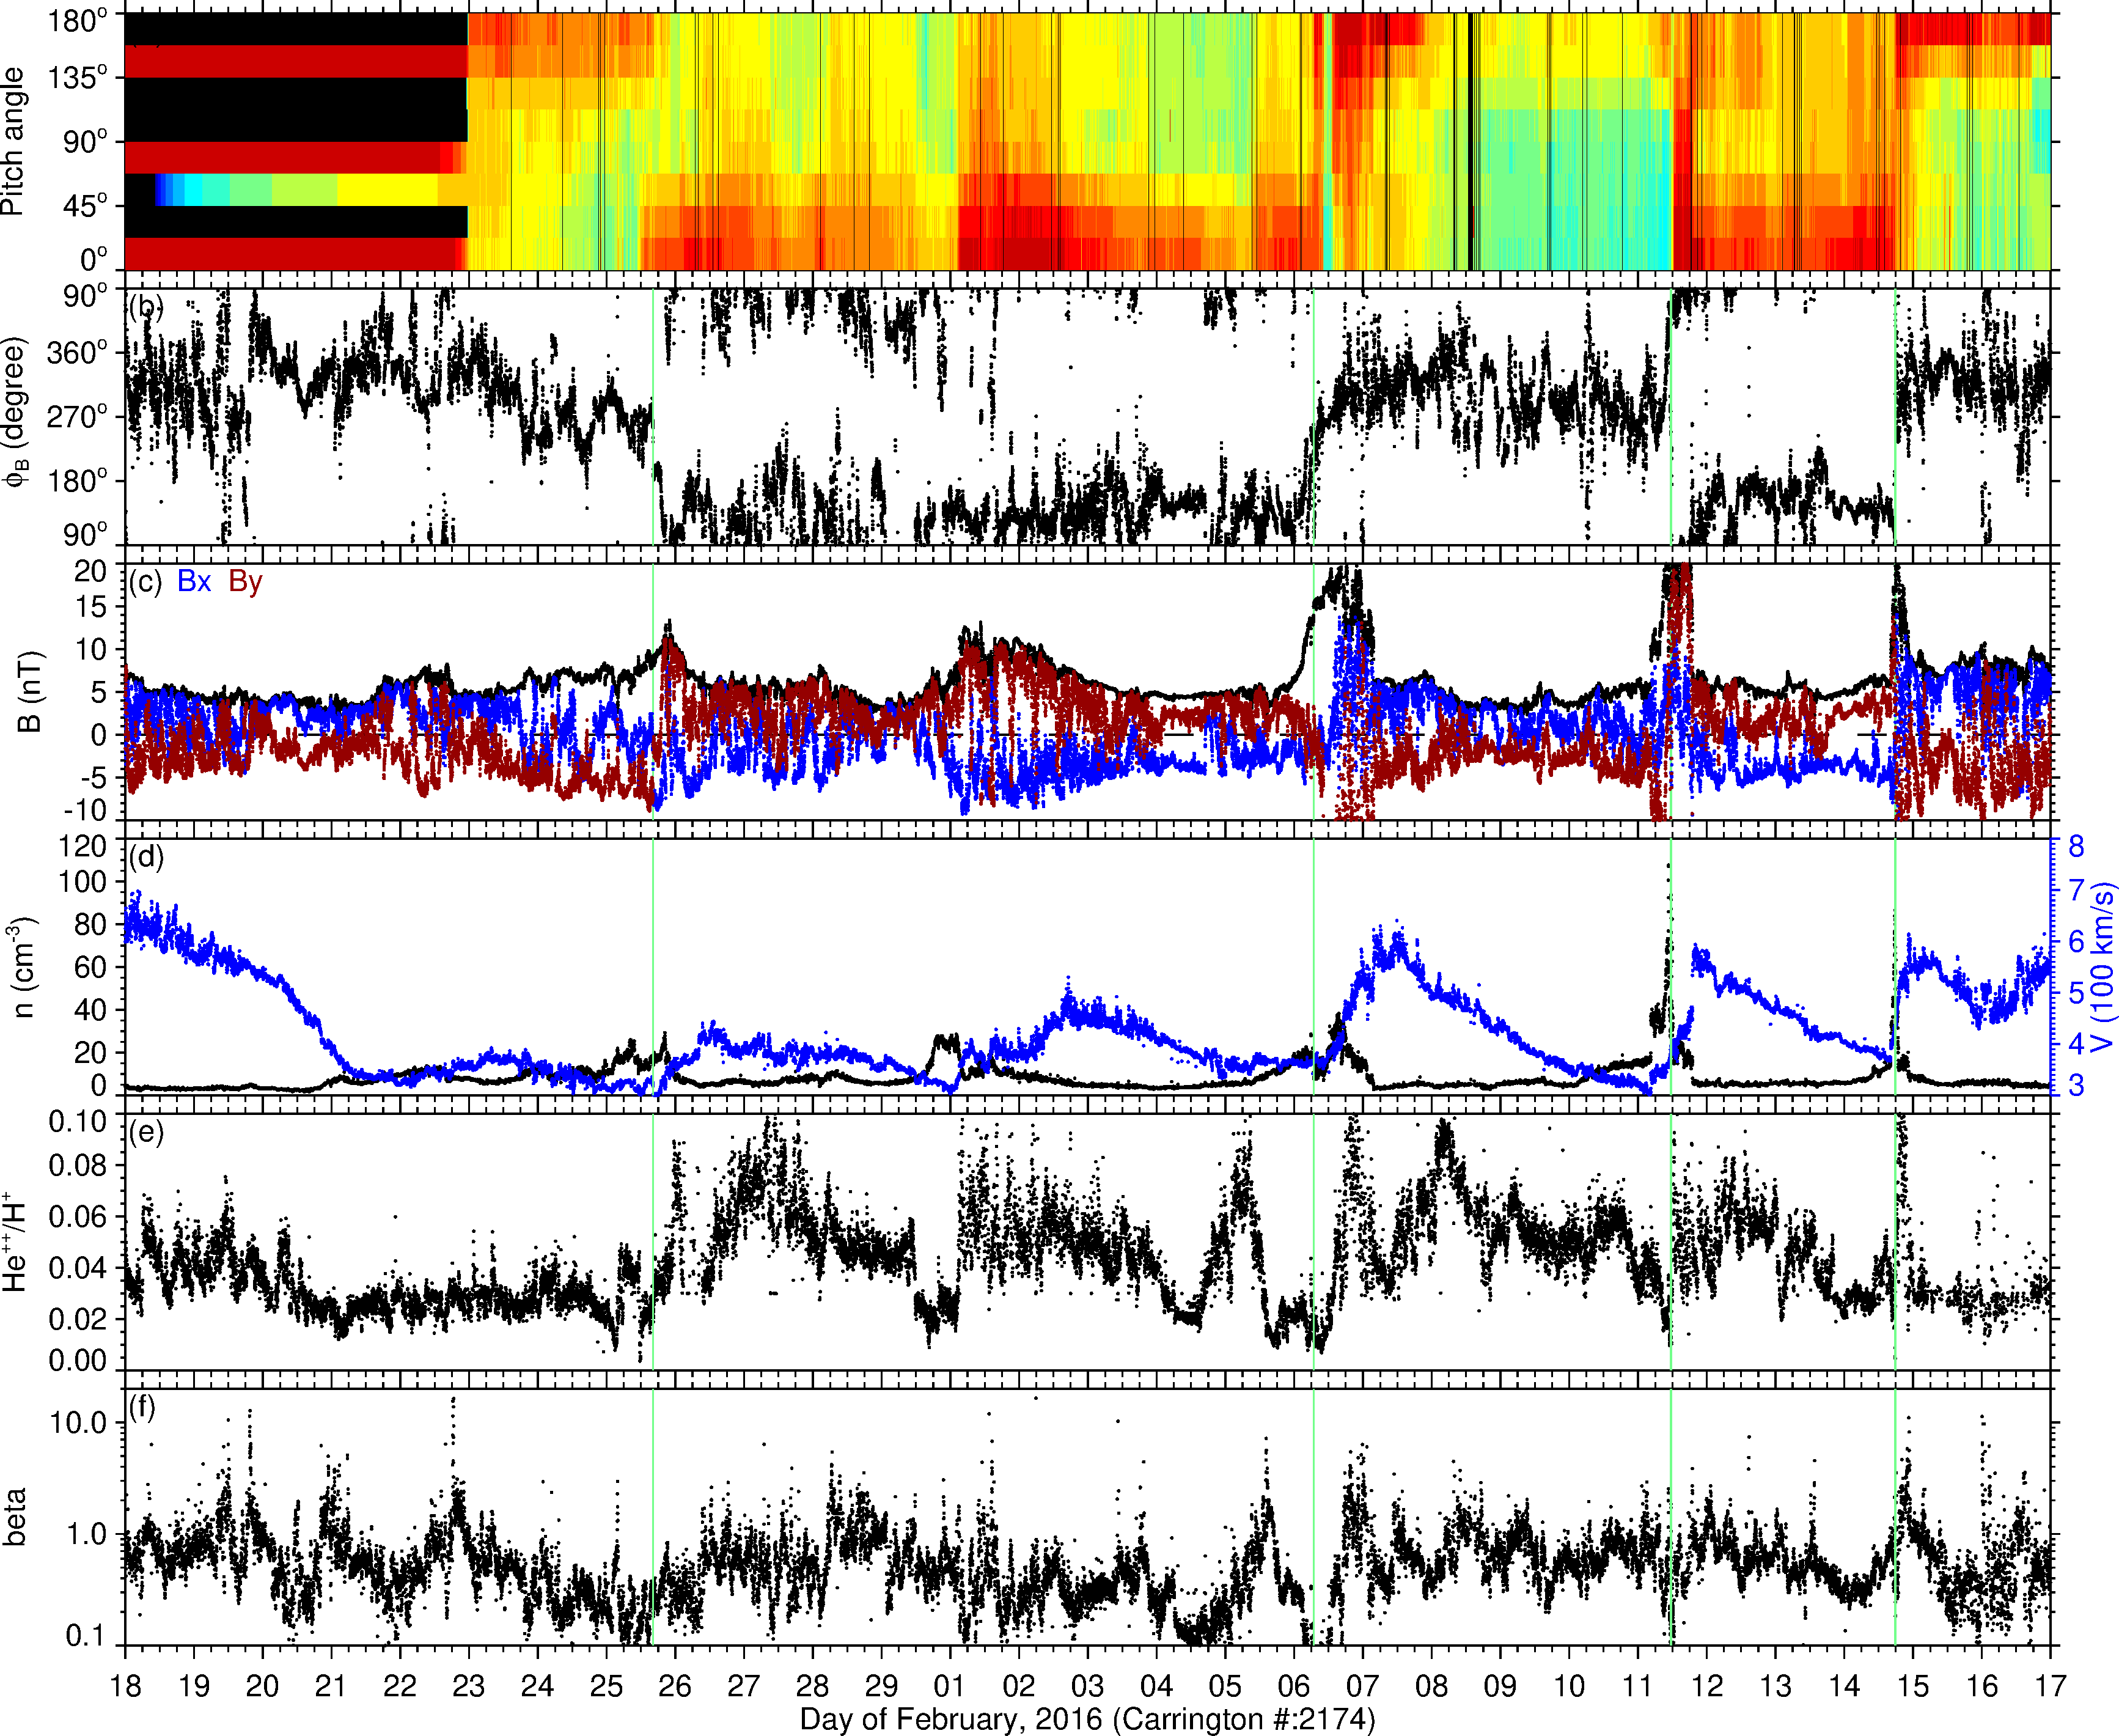 180°
135°
90°
45°
0°
Pitch angle
(b)
90°
360°
270°
180°
90°
ϕB (degree)
(c) Bx By
20
15
10
5
0
-5
-10
B (nT)
(d)
120
100
80
60
40
20
0
n (cm-3)
8
7
6
5
4
3
V (100 km/s)
(e)
0.10
0.08
0.06
0.04
0.02
0.00
He++/H+
(f)
10.0
1.0
0.1
beta
18 19 20 21 22 23 24 25 26 27 28 29 01 02 03 04 05 06 07 08 09 10 11 12 13 14 15 16 17
Day of February, 2016 (Carrington #:2174)